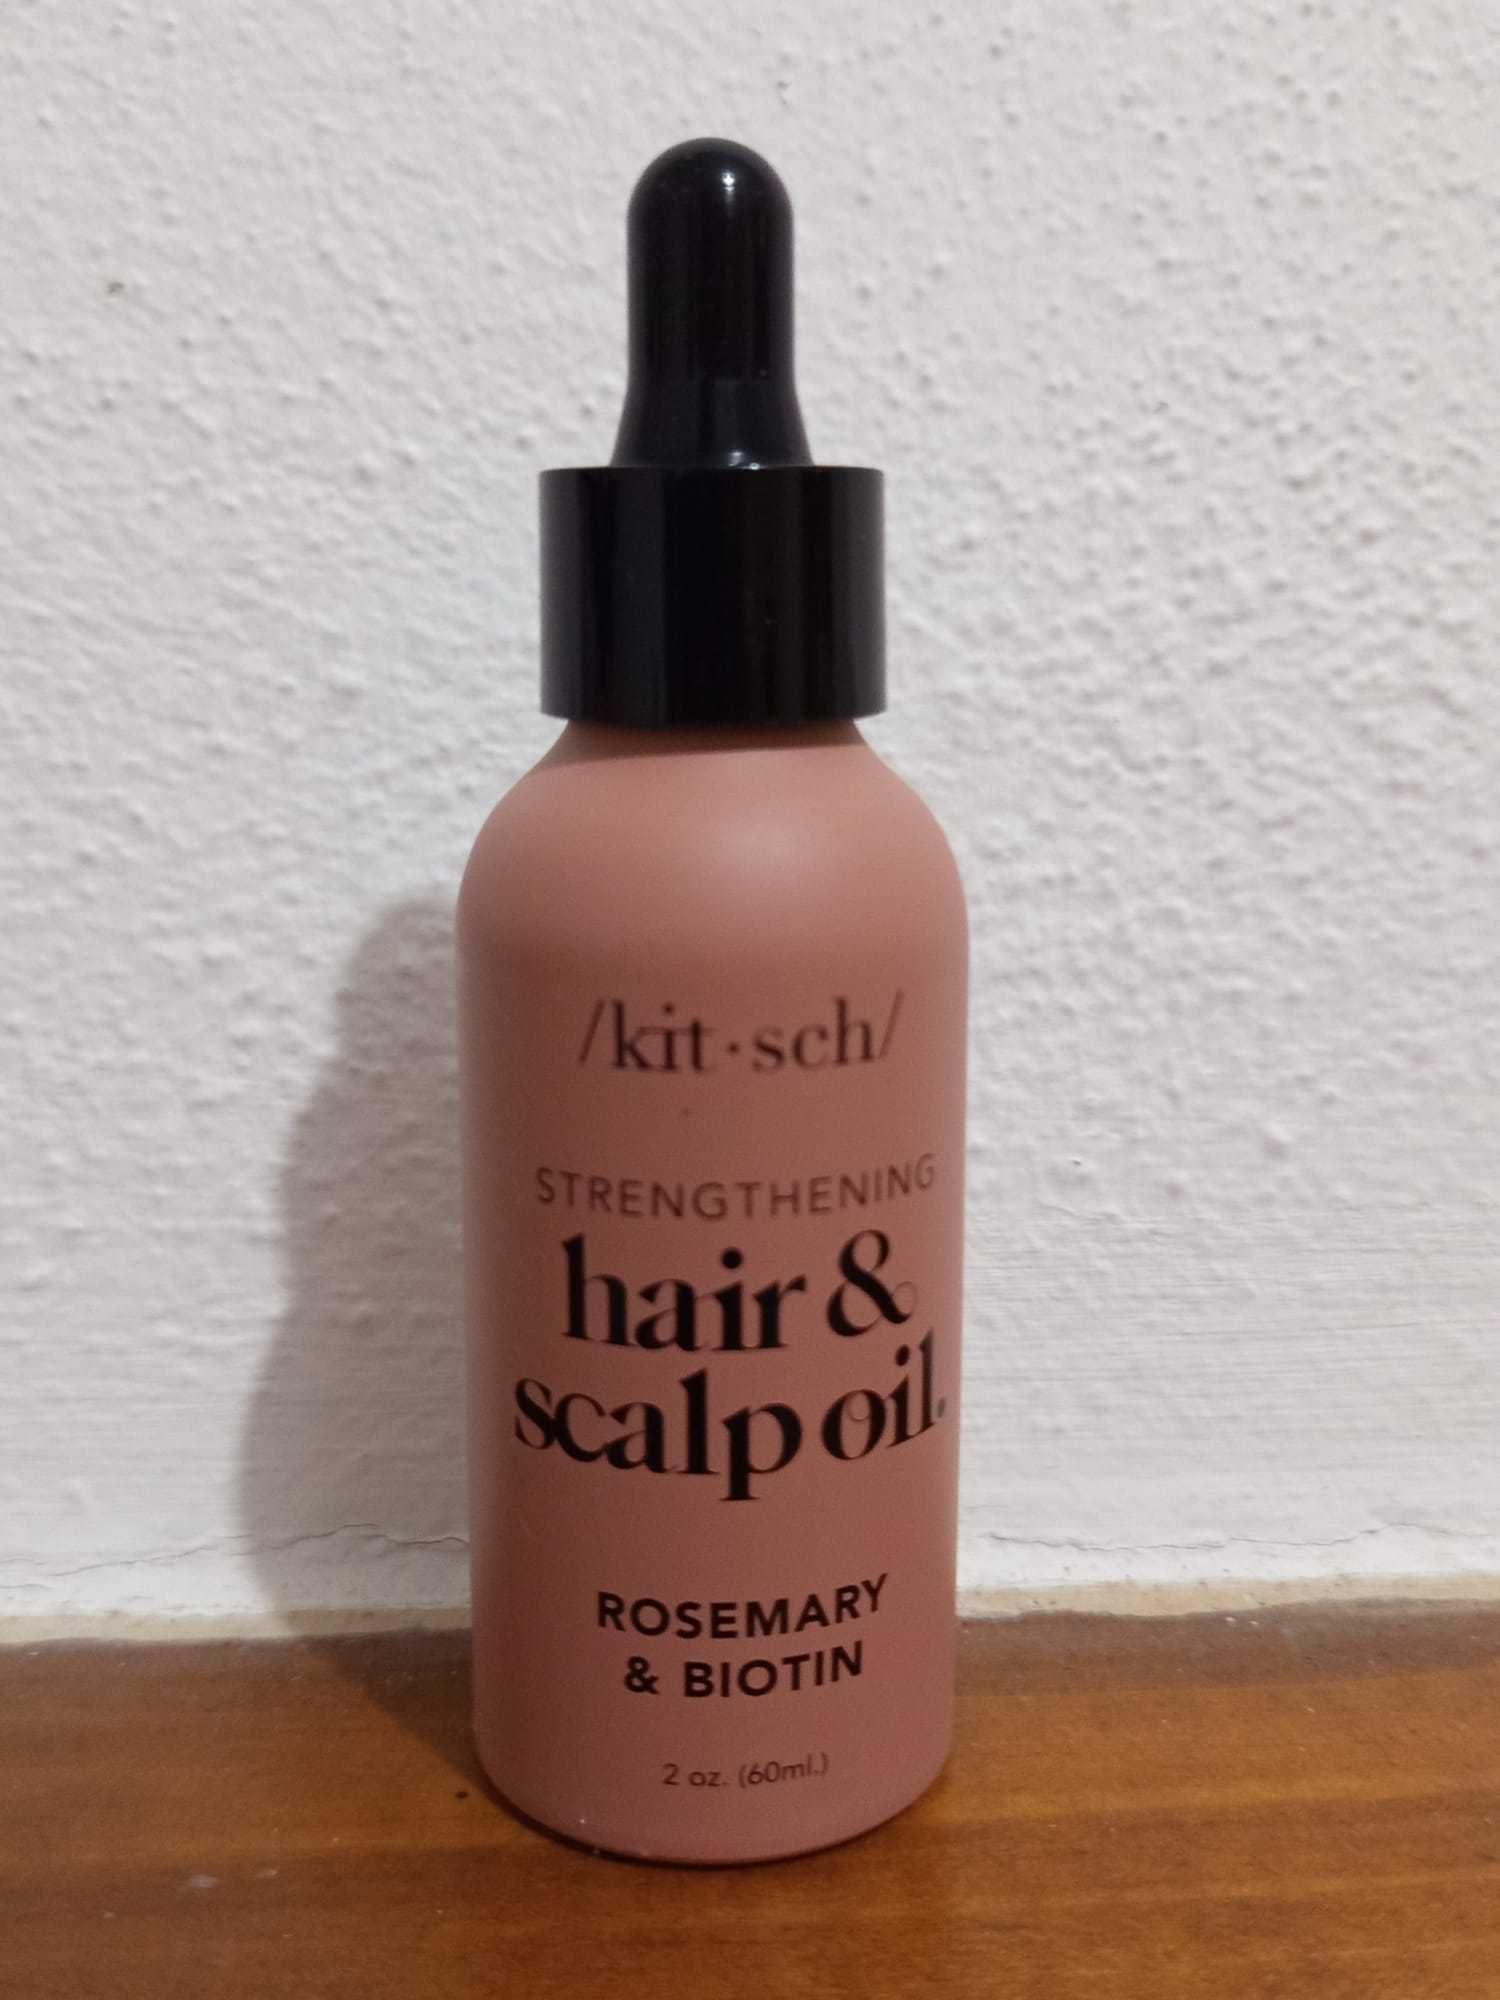 /kit·sch/
STRENGTHENING
hair &
scalp oil.
ROSEMARY
& BIOTIN
2 oz. (60ml.)